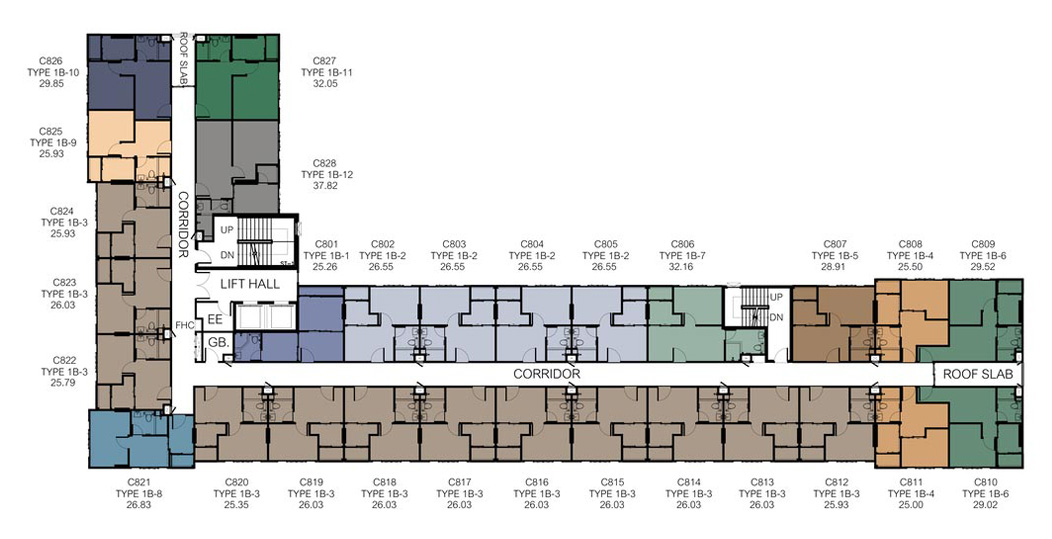 C826
TYPE 1B-10
29.85
C825
TYPE 1B-9
25.93
C824
TYPE 1B-3
25.93
C823
TYPE 1B-3
26.03
C822
TYPE 1B-3
25.79
ROOF SLAB
CORRIDOR
C827
TYPE 1B-11
32.05
C828
TYPE 1B-12
37.82
UP
DN
ST-1
LIFT HALL
EE
FHC
GB.
C801
TYPE 1B-1
25.26
C802
TYPE 1B-2
26.55
C803
TYPE 1B-2
26.55
C804
TYPE 1B-2
26.55
C805
TYPE 1B-2
26.55
C806
TYPE 1B-7
32.16
C807
TYPE 1B-5
28.91
C808
TYPE 1B-4
25.50
C809
TYPE 1B-6
29.52
UP
DN
CORRIDOR
ROOF SLAB
C821
TYPE 1B-8
26.83
C820
TYPE 1B-3
25.35
C819
TYPE 1B-3
26.03
C818
TYPE 1B-3
26.03
C817
TYPE 1B-3
26.03
C816
TYPE 1B-3
26.03
C815
TYPE 1B-3
26.03
C814
TYPE 1B-3
26.03
C813
TYPE 1B-3
26.03
C812
TYPE 1B-3
25.93
C811
TYPE 1B-4
25.00
C810
TYPE 1B-6
29.02